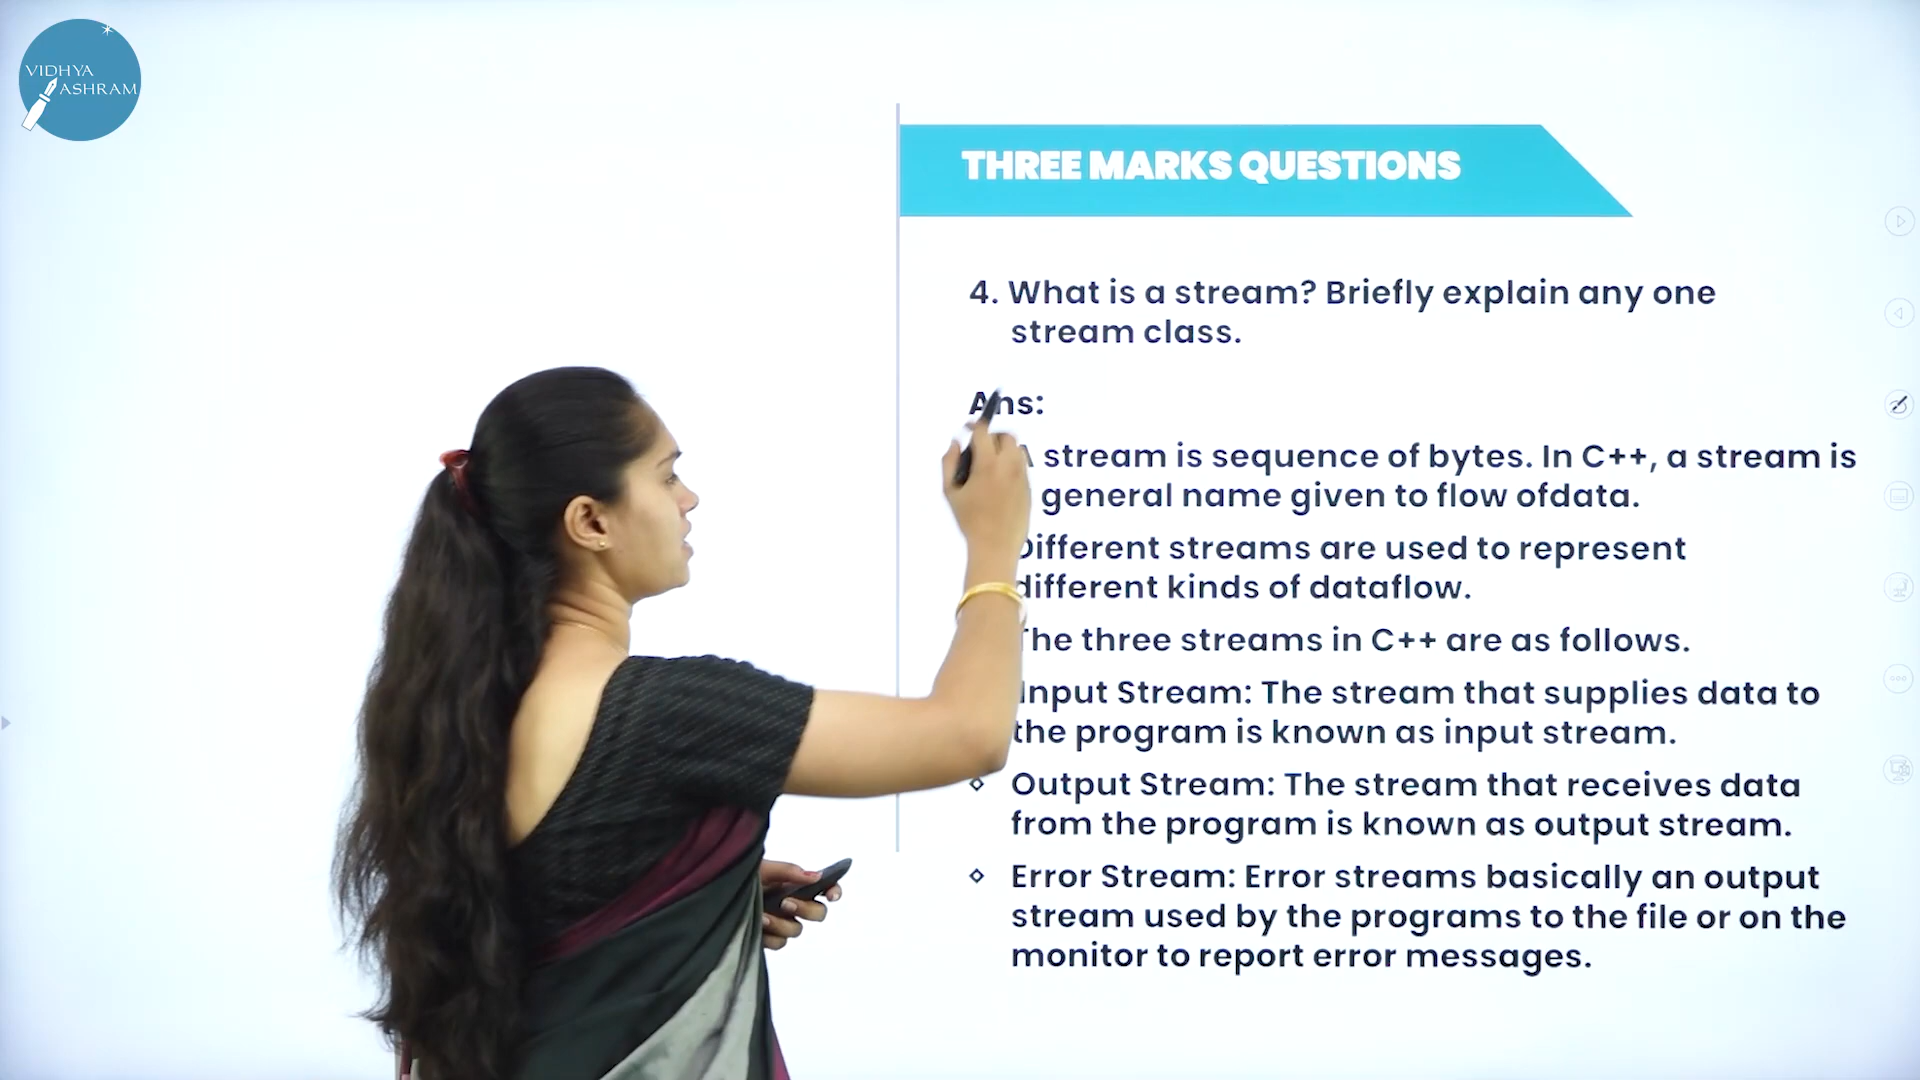 VIDHYA
ASHRAM
THREE MARKS QUESTIONS
4. What is a stream? Briefly explain any one
stream class.
Ans:
A stream is sequence of bytes. In C++, a stream is
general name given to flow ofdata.
Different streams are used to represent
different kinds of dataflow.
The three streams in C++ are as follows.
Input Stream: The stream that supplies data to
the program is known as input stream.
Output Stream: The stream that receives data
from the program is known as output stream.
Error Stream: Error streams basically an output
stream used by the programs to the file or on the
monitor to report error messages.